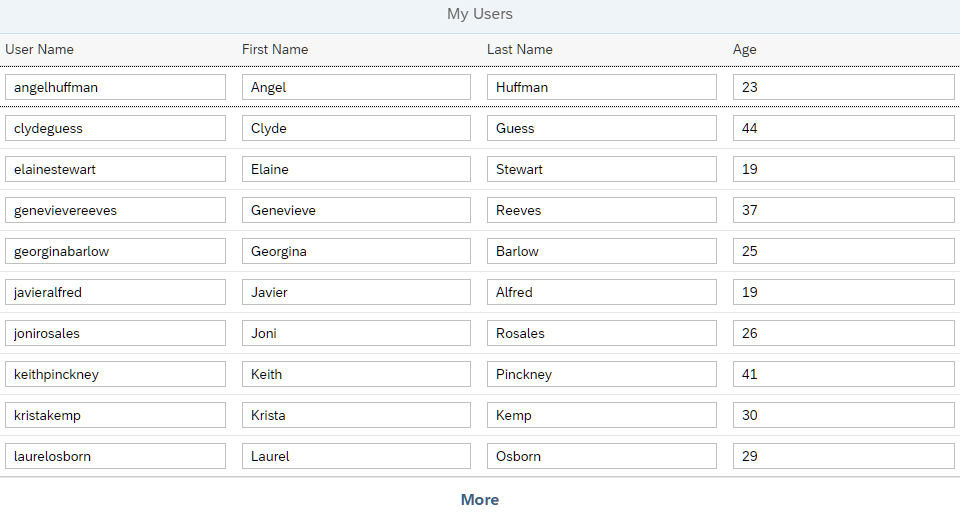 My Users
User Name First Name Last Name Age
angelhuffman Angel Huffman 23
clydeguess Clyde Guess 44
elainestewart Elaine Stewart 19
genevievereeves Genevieve Reeves 37
georginabarlow Georgina Barlow 25
javieralfred Javier Alfred 19
jonirosales Joni Rosales 26
keithpinckney Keith Pinckney 41
kristakemp Krista Kemp 30
laurelosborn Laurel Osborn 29
More